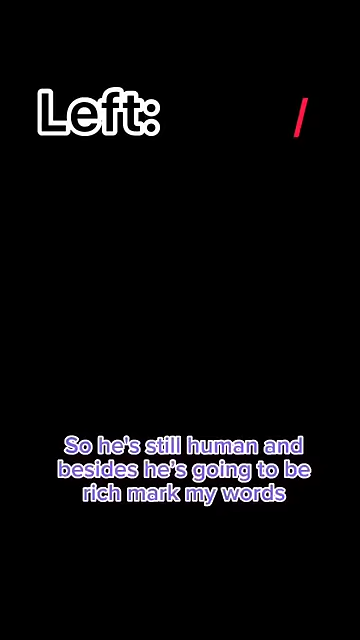 Left: /
So he's still human and
besides he's going to be
rich mark my words